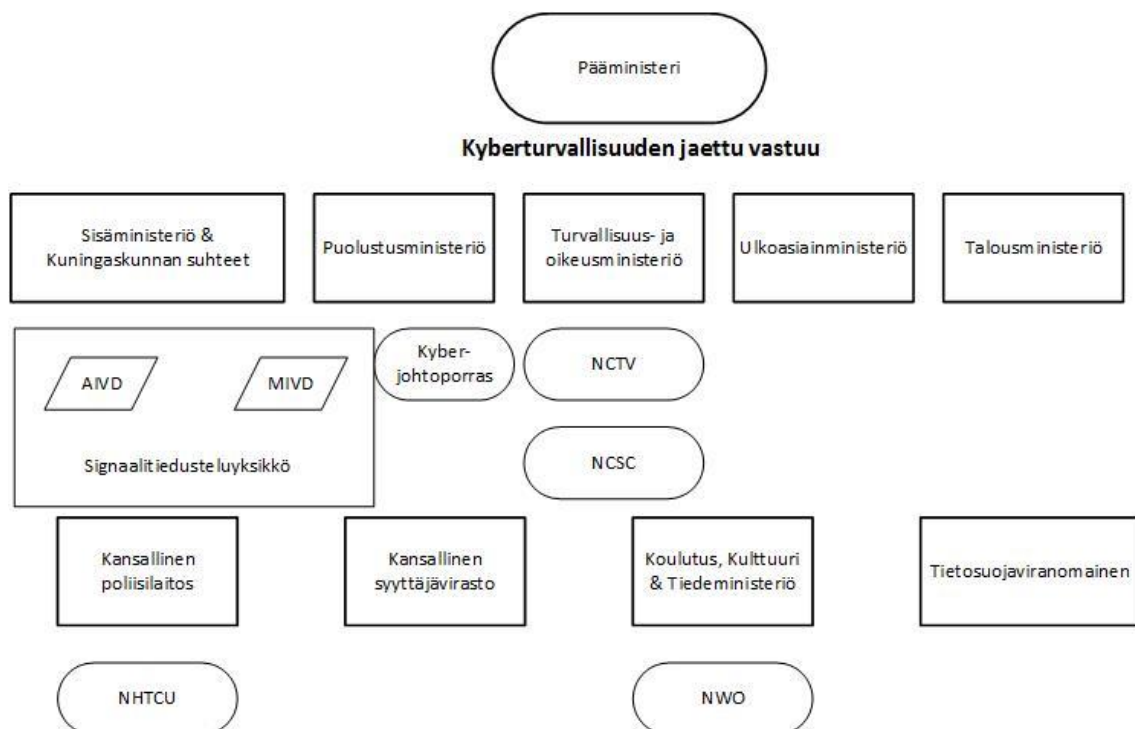 Pääministeri
Kyberturvallisuuden jaettu vastuu
Sisäministeriö &
Kuningaskunnan suhteet
Puolustusministeriö
Turvallisuus- ja
oikeusministeriö
Ulkoasiainministeriö
Talousministeriö
AIVD
MIVD
Signaalitiedusteluyksikkö
Kyber-
johtoporras
NCTV
NCSC
Kansallinen
poliisilaitos
Kansallinen
syyttäjävirasto
Koulutus, Kulttuuri
& Tiedeministeriö
Tietosuojaviranomainen
NHTCU
NWO